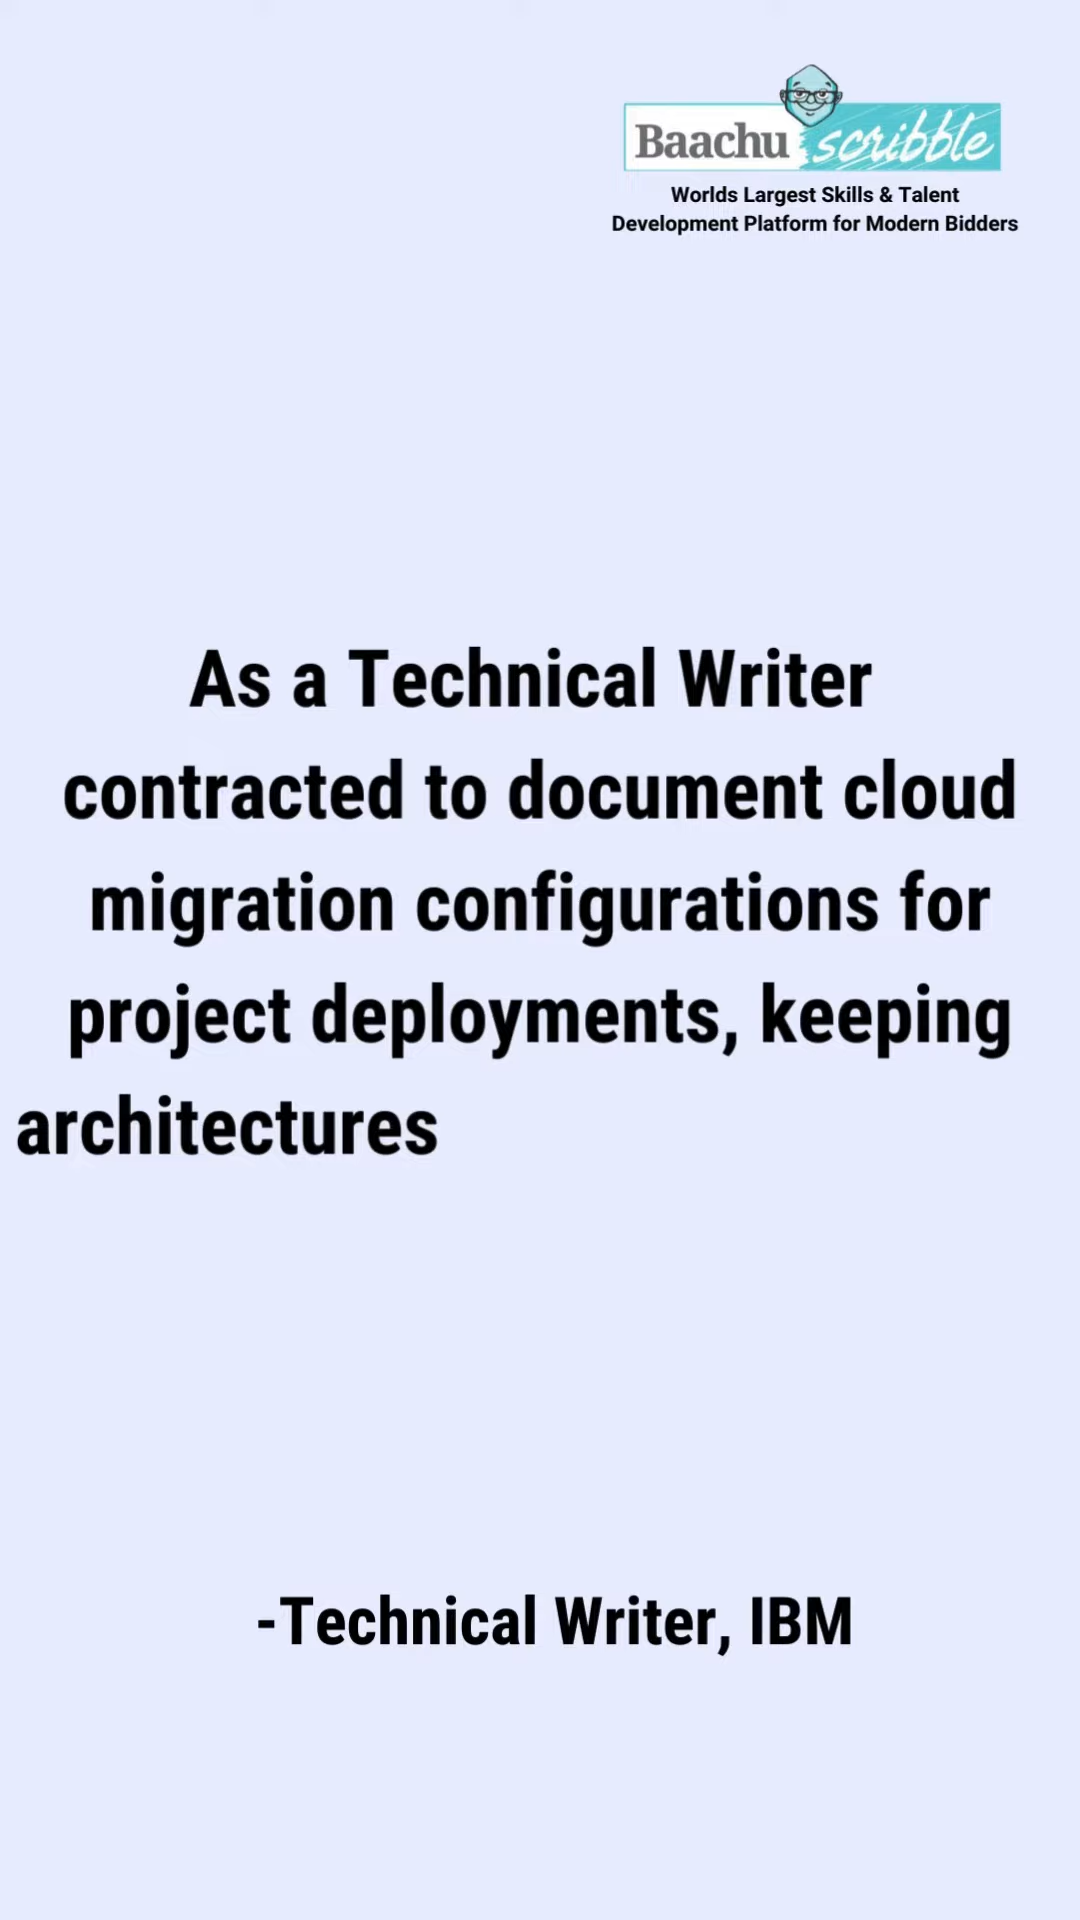 Baachu scribble
Worlds Largest Skills & Talent
Development Platform for Modern Bidders
As a Technical Writer
contracted to document cloud
migration configurations for
project deployments, keeping
architectures
-Technical Writer, IBM